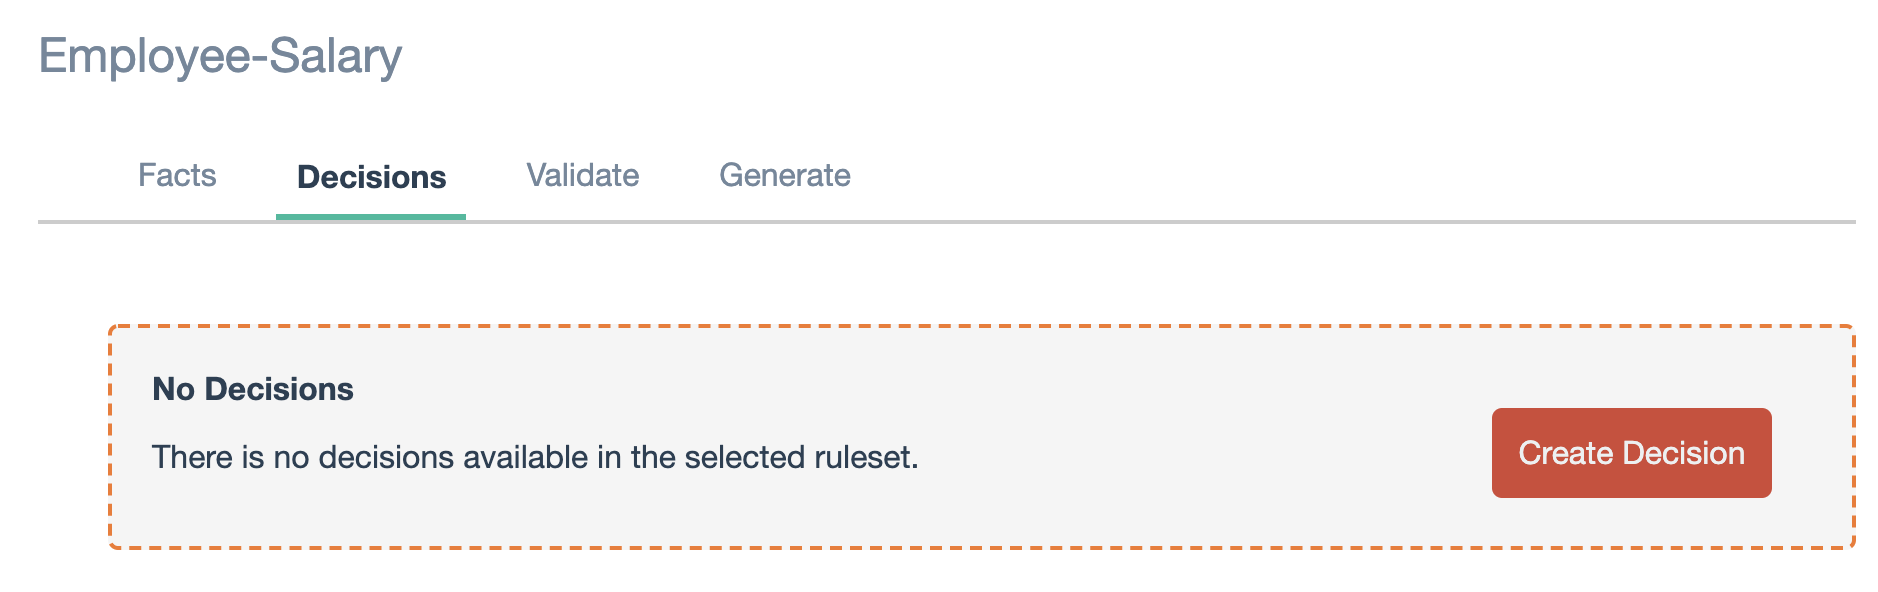 Employee-Salary
Facts Decisions Validate Generate
No Decisions
There is no decisions available in the selected ruleset.
Create Decision